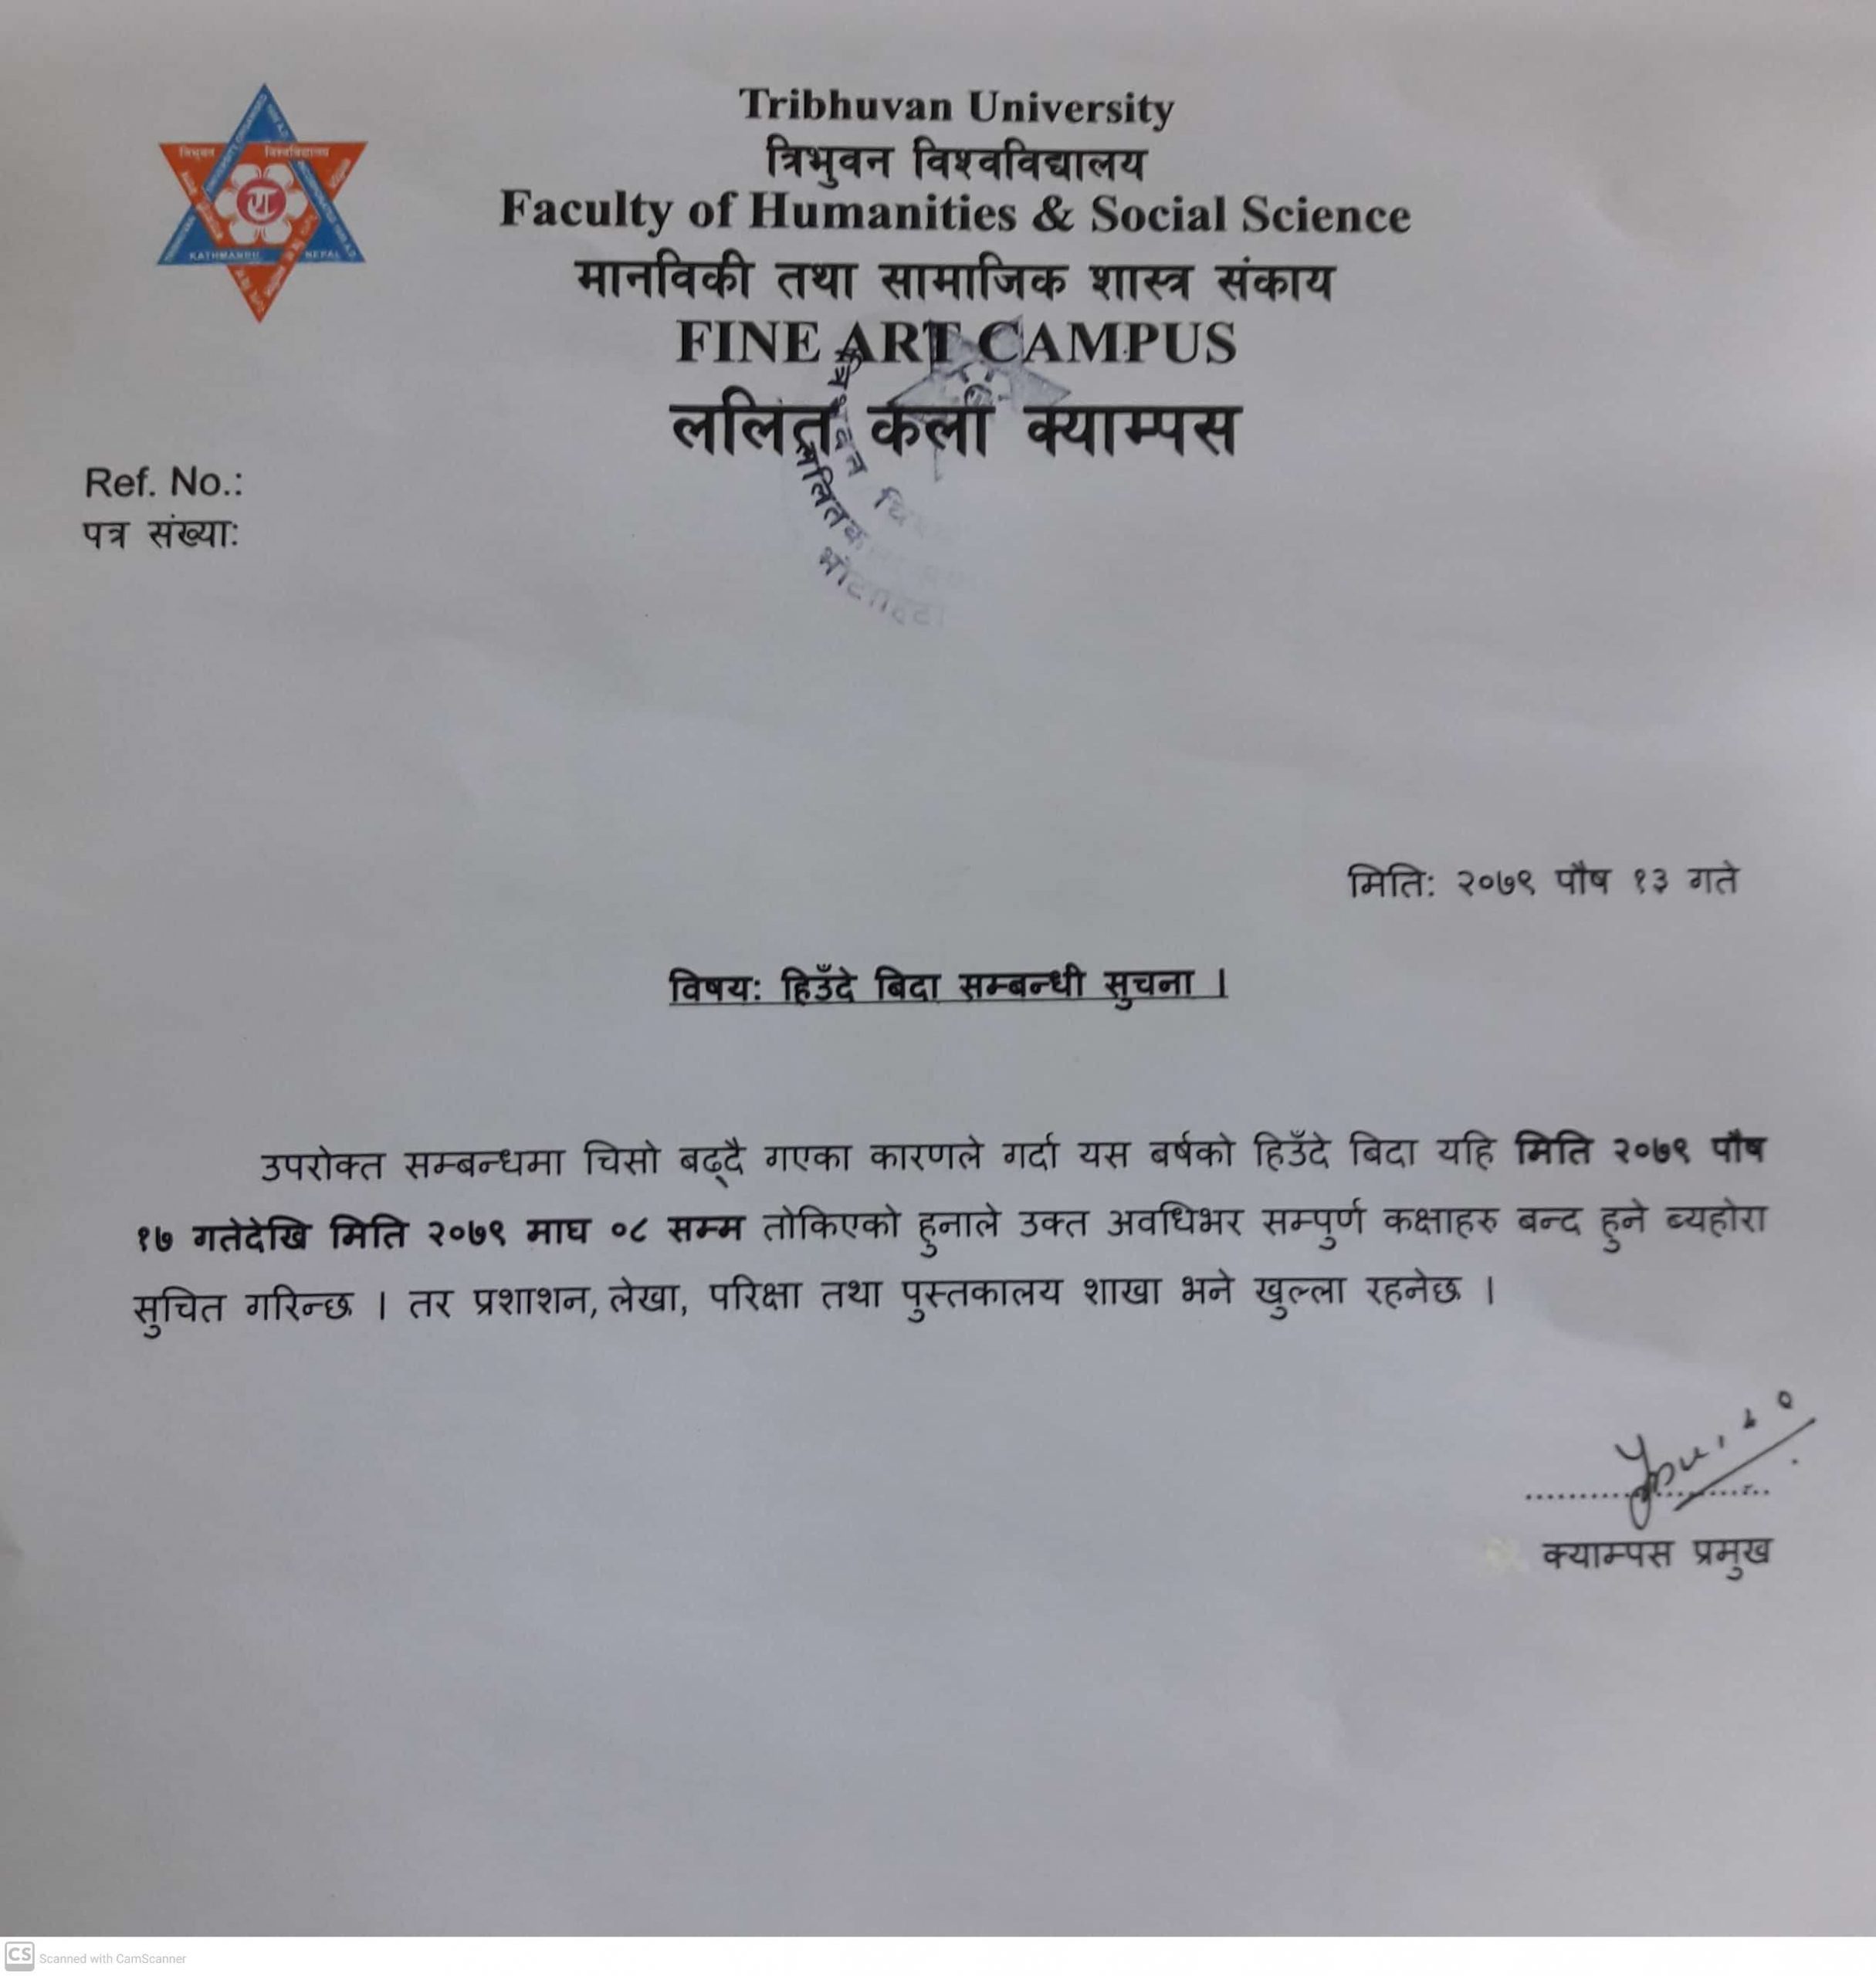 Tribhuvan University
त्रिभुवन विश्वविद्यालय
Faculty of Humanities & Social Science
मानविकी तथा सामाजिक शास्त्र संकाय
FINE ART CAMPUS
ललित कला क्याम्पस
त्रिभुवन विश्वविद्यालय
KATHMANDU NEPAL
Ref. No.:
पत्र संख्या:
मिति: २०७९ पौष १३ गते
विषय: हिउँदे बिदा सम्बन्धी सुचना ।
उपरोक्त सम्बन्धमा चिसो बढ्दै गएका कारणले गर्दा यस बर्षको हिउँदे बिदा यहि मिति २०७९ पौष
१७ गतेदेखि मिति २०७९ माघ ०८ सम्म तोकिएको हुनाले उक्त अवधिभर सम्पुर्ण कक्षाहरु बन्द हुने ब्यहोरा
सुचित गरिन्छ । तर प्रशाशन, लेखा, परिक्षा तथा पुस्तकालय शाखा भने खुल्ला रहनेछ ।
क्याम्पस प्रमुख
CS Scanned with CamScanner